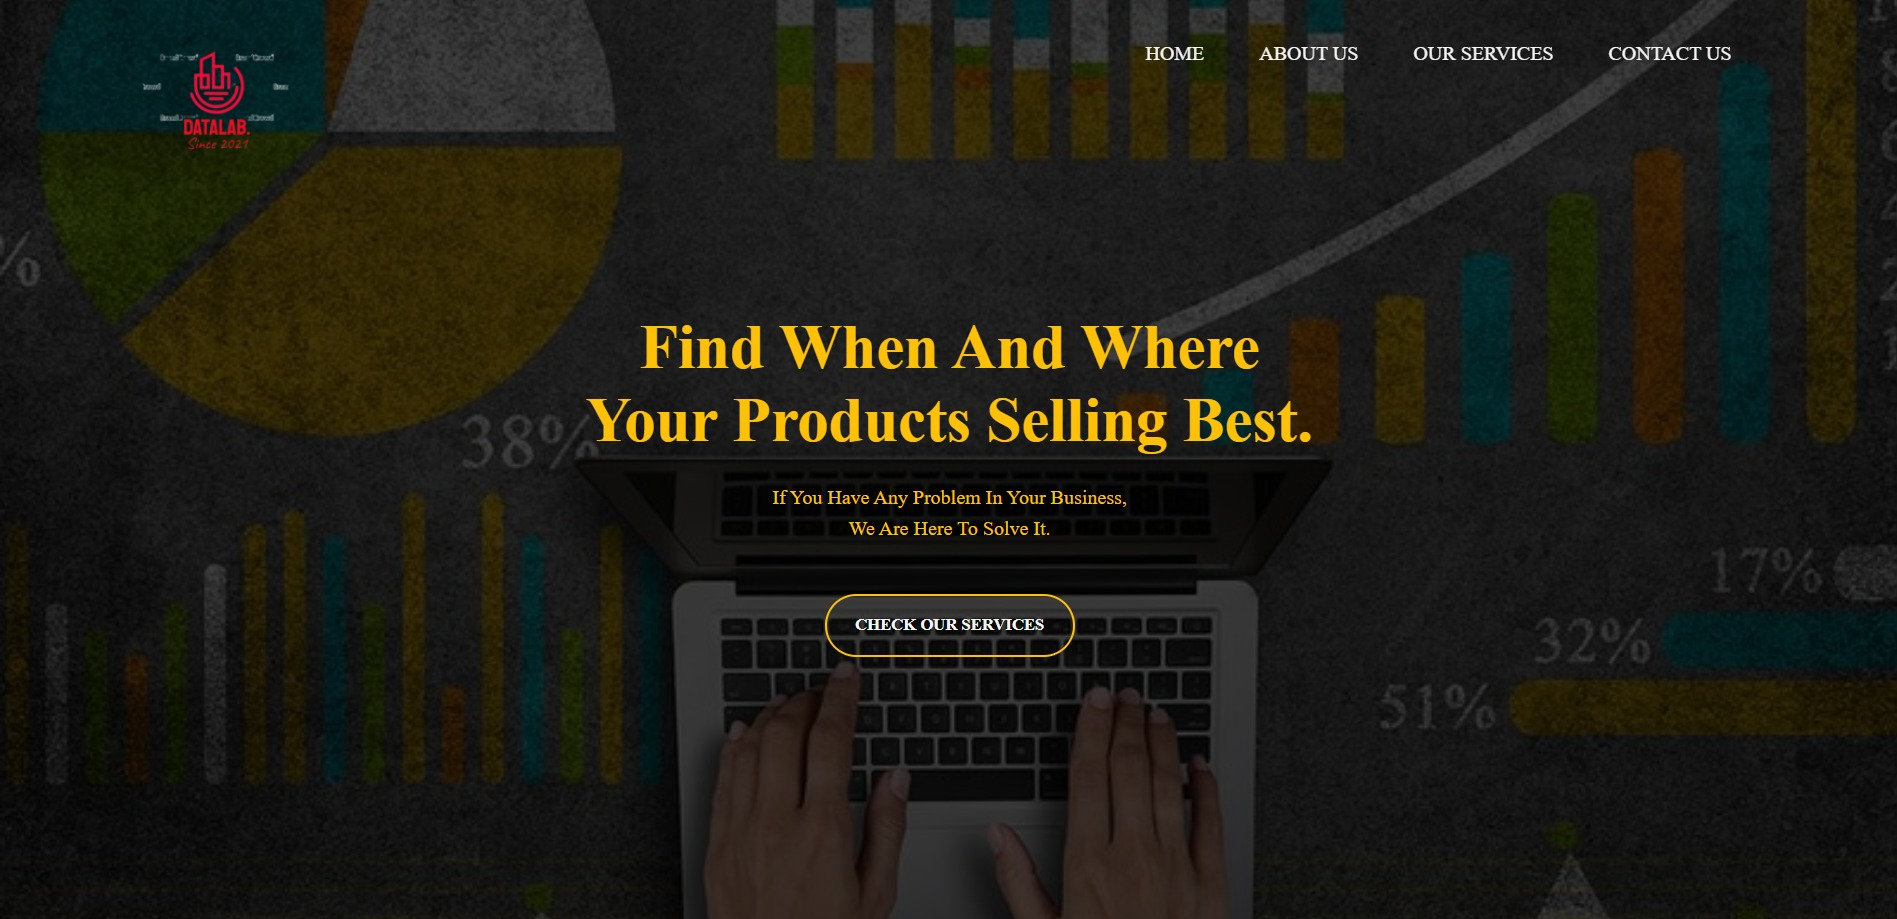 HOME ABOUT US OUR SERVICES CONTACT US
DATALAB.
Since 2021
Find When And Where
Your Products Selling Best.
38%
If You Have Any Problem In Your Business,
We Are Here To Solve It.
CHECK OUR SERVICES
17%
32%
51%